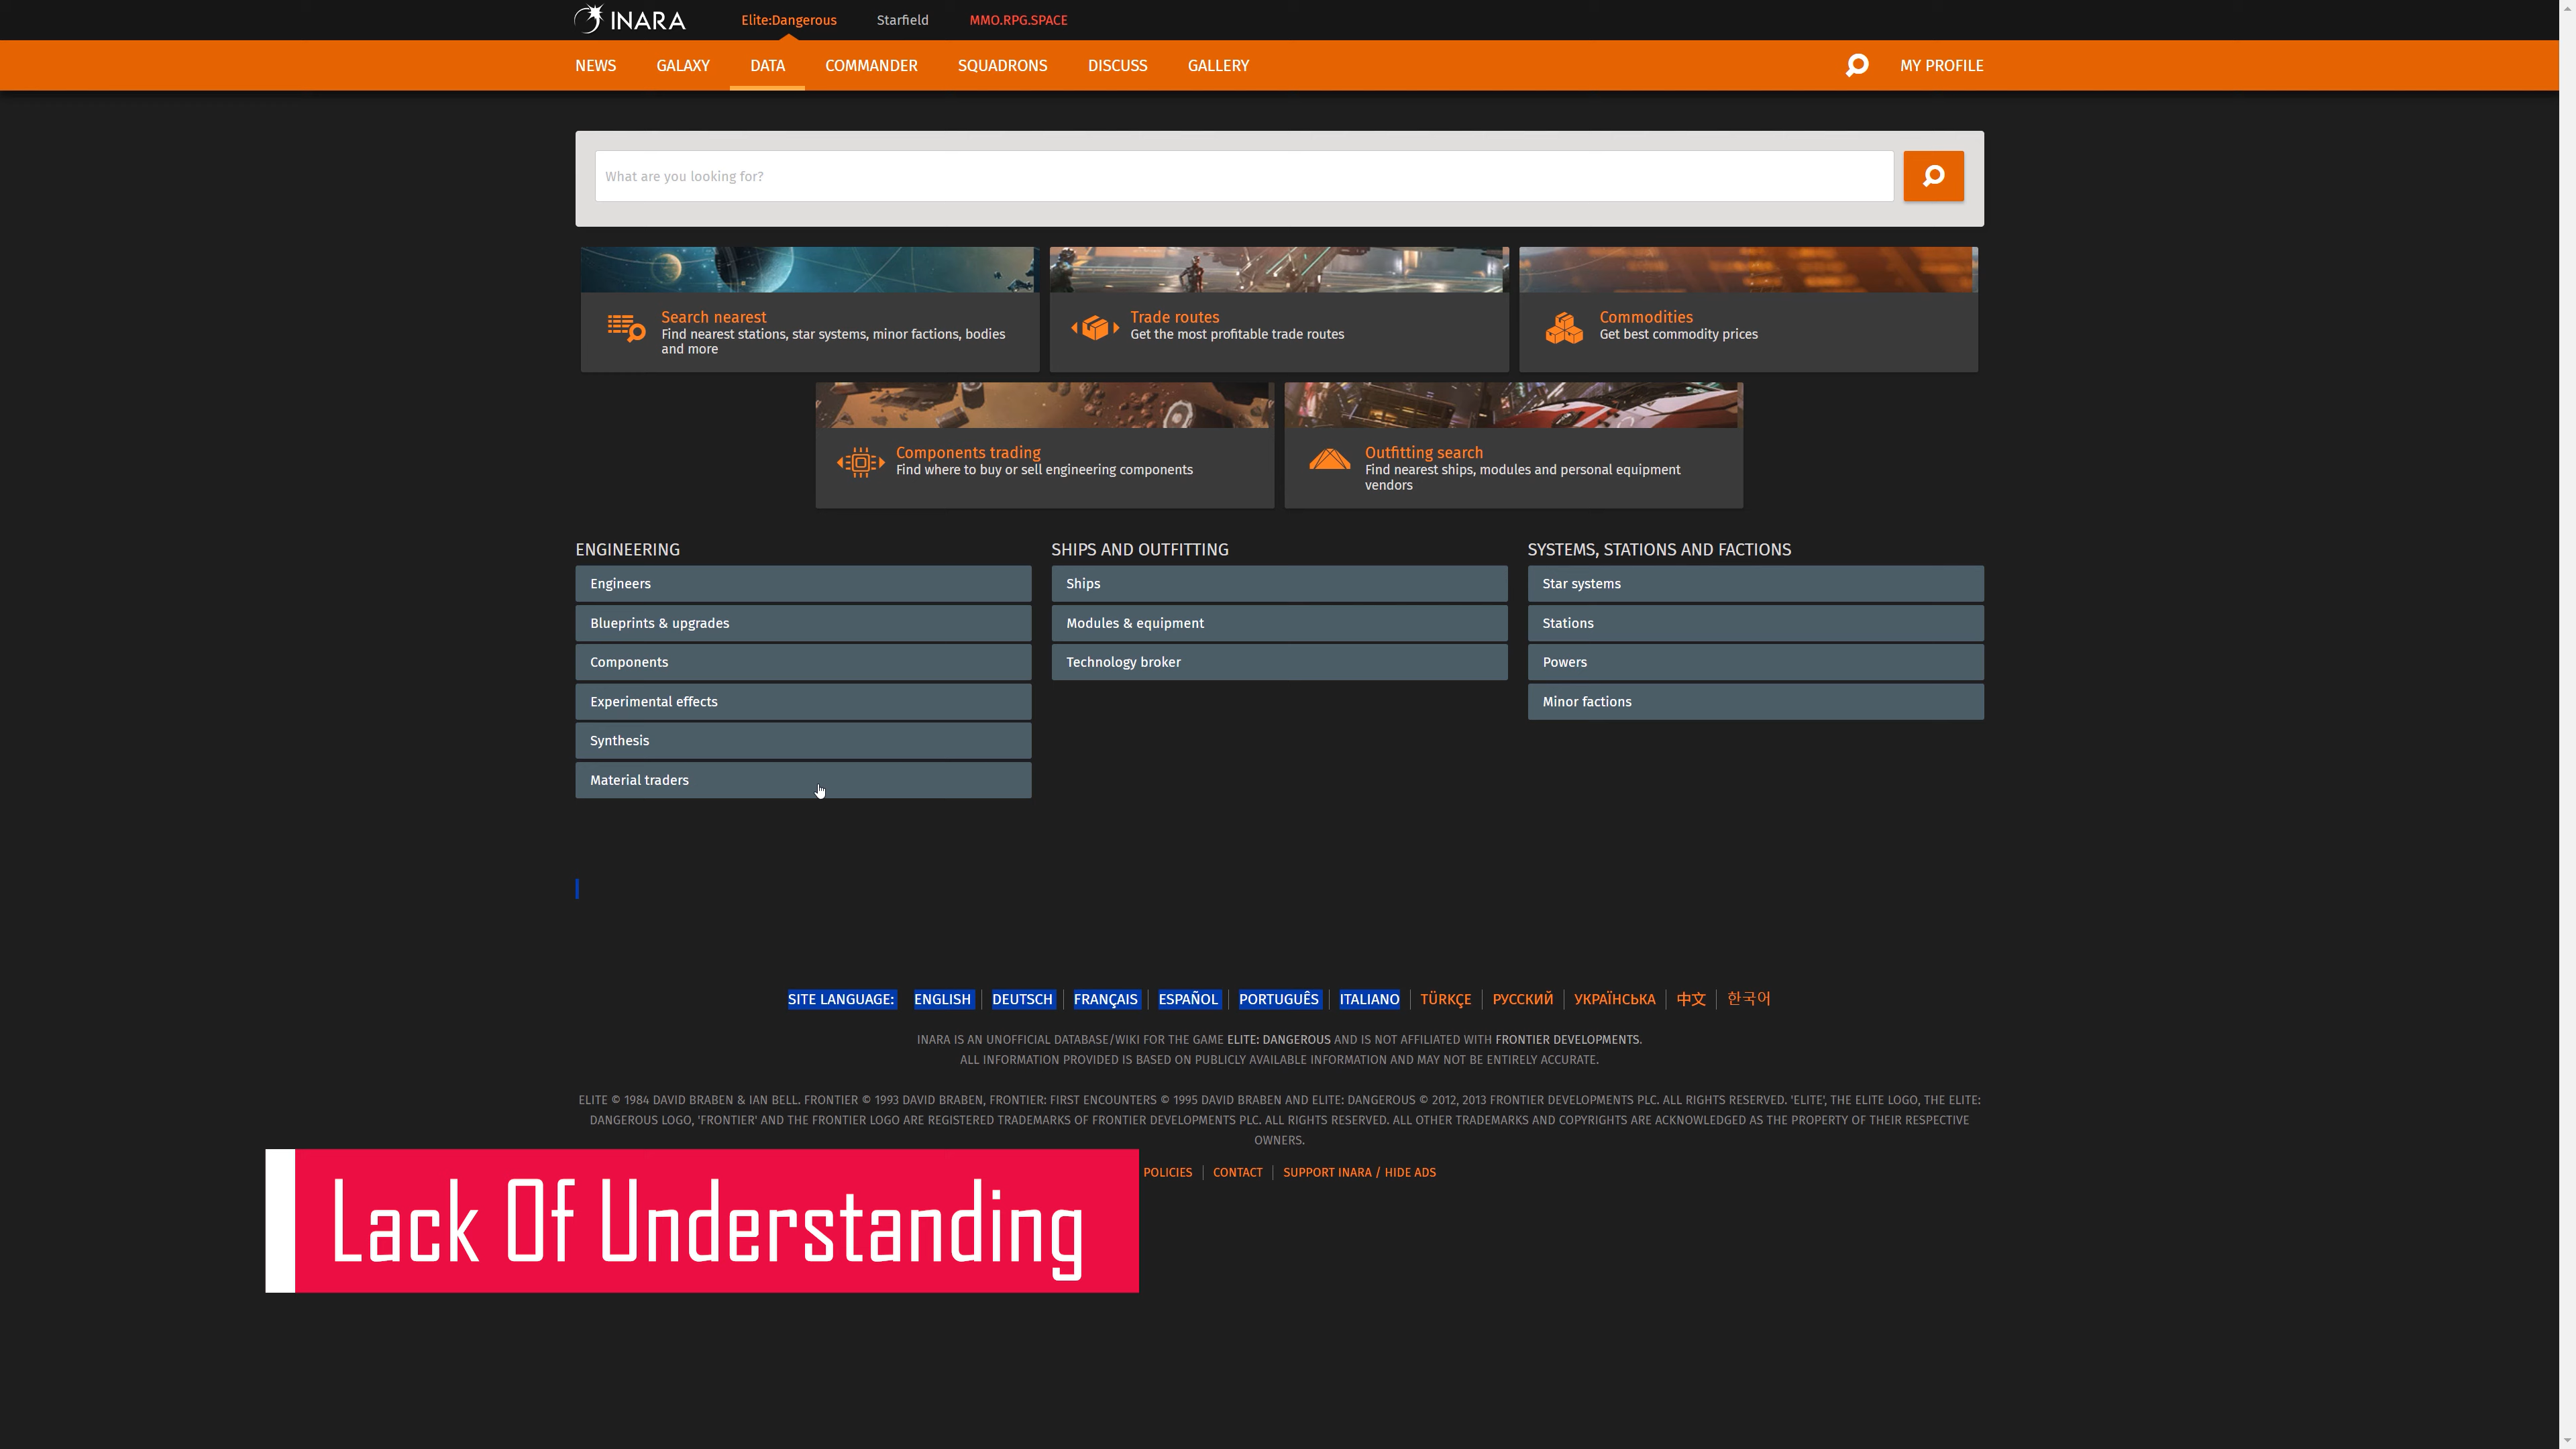 INARA
Elite:Dangerous
Starfield
MMO.RPG.SPACE
NEWS
GALAXY
DATA
COMMANDER
SQUADRONS
DISCUSS
GALLERY
MY PROFILE
What are you looking for?
Search nearest
Find nearest stations, star systems, minor factions, bodies
and more
Trade routes
Get the most profitable trade routes
Commodities
Get best commodity prices
Components trading
Find where to buy or sell engineering components
Outfitting search
Find nearest ships, modules and personal equipment
vendors
ENGINEERING
Engineers
Blueprints & upgrades
Components
Experimental effects
Synthesis
Material traders
SHIPS AND OUTFITTING
Ships
Modules & equipment
Technology broker
SYSTEMS, STATIONS AND FACTIONS
Star systems
Stations
Powers
Minor factions
SITE LANGUAGE: ENGLISH DEUTSCH FRANÇAIS ESPAÑOL PORTUGUÊS ITALIANO TÜRKÇE РУССКИЙ УКРАЇНСЬКА 中文 한국어
INARA IS AN UNOFFICIAL DATABASE/WIKI FOR THE GAME ELITE: DANGEROUS AND IS NOT AFFILIATED WITH FRONTIER DEVELOPMENTS.
ALL INFORMATION PROVIDED IS BASED ON PUBLICLY AVAILABLE INFORMATION AND MAY NOT BE ENTIRELY ACCURATE.
ELITE © 1984 DAVID BRABEN & IAN BELL. FRONTIER © 1993 DAVID BRABEN, FRONTIER: FIRST ENCOUNTERS © 1995 DAVID BRABEN AND ELITE: DANGEROUS © 2012, 2013 FRONTIER DEVELOPMENTS PLC. ALL RIGHTS RESERVED. 'ELITE', THE ELITE LOGO, THE ELITE:
DANGEROUS LOGO, 'FRONTIER' AND THE FRONTIER LOGO ARE REGISTERED TRADEMARKS OF FRONTIER DEVELOPMENTS PLC. ALL RIGHTS RESERVED. ALL OTHER TRADEMARKS AND COPYRIGHTS ARE ACKNOWLEDGED AS THE PROPERTY OF THEIR RESPECTIVE
OWNERS.
POLICIES CONTACT SUPPORT INARA / HIDE ADS
Lack Of Understanding